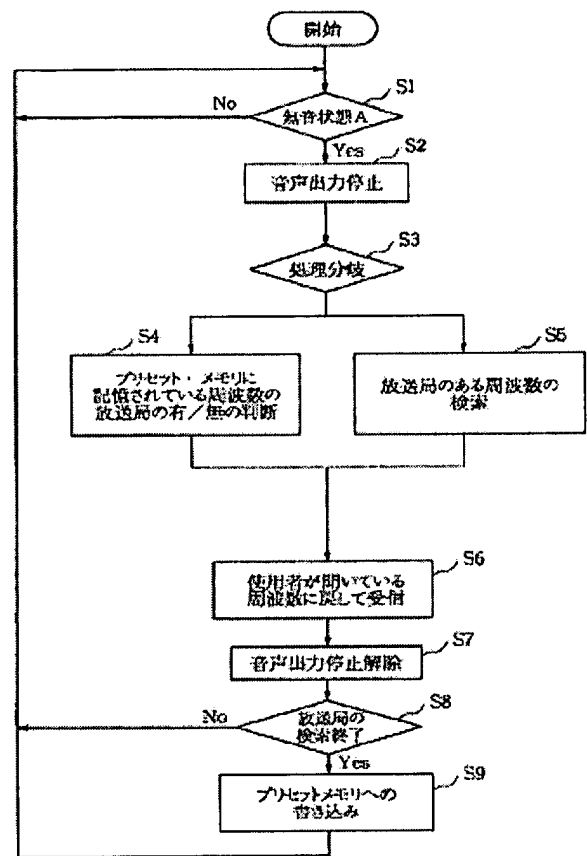 開始
S1
No
無音状態A
Yes
S2
音声出力停止
S3
処理分岐
S4
プリセット・メモリに
記憶されている周波数の
放送局の有／無の判断
S5
放送局のある周波数の
検索
S6
使用者が聞いている
周波数に戻して受信
S7
音声出力停止解除
S8
No
放送局の
検索終了
Yes
S9
プリセットメモリへの
書き込み